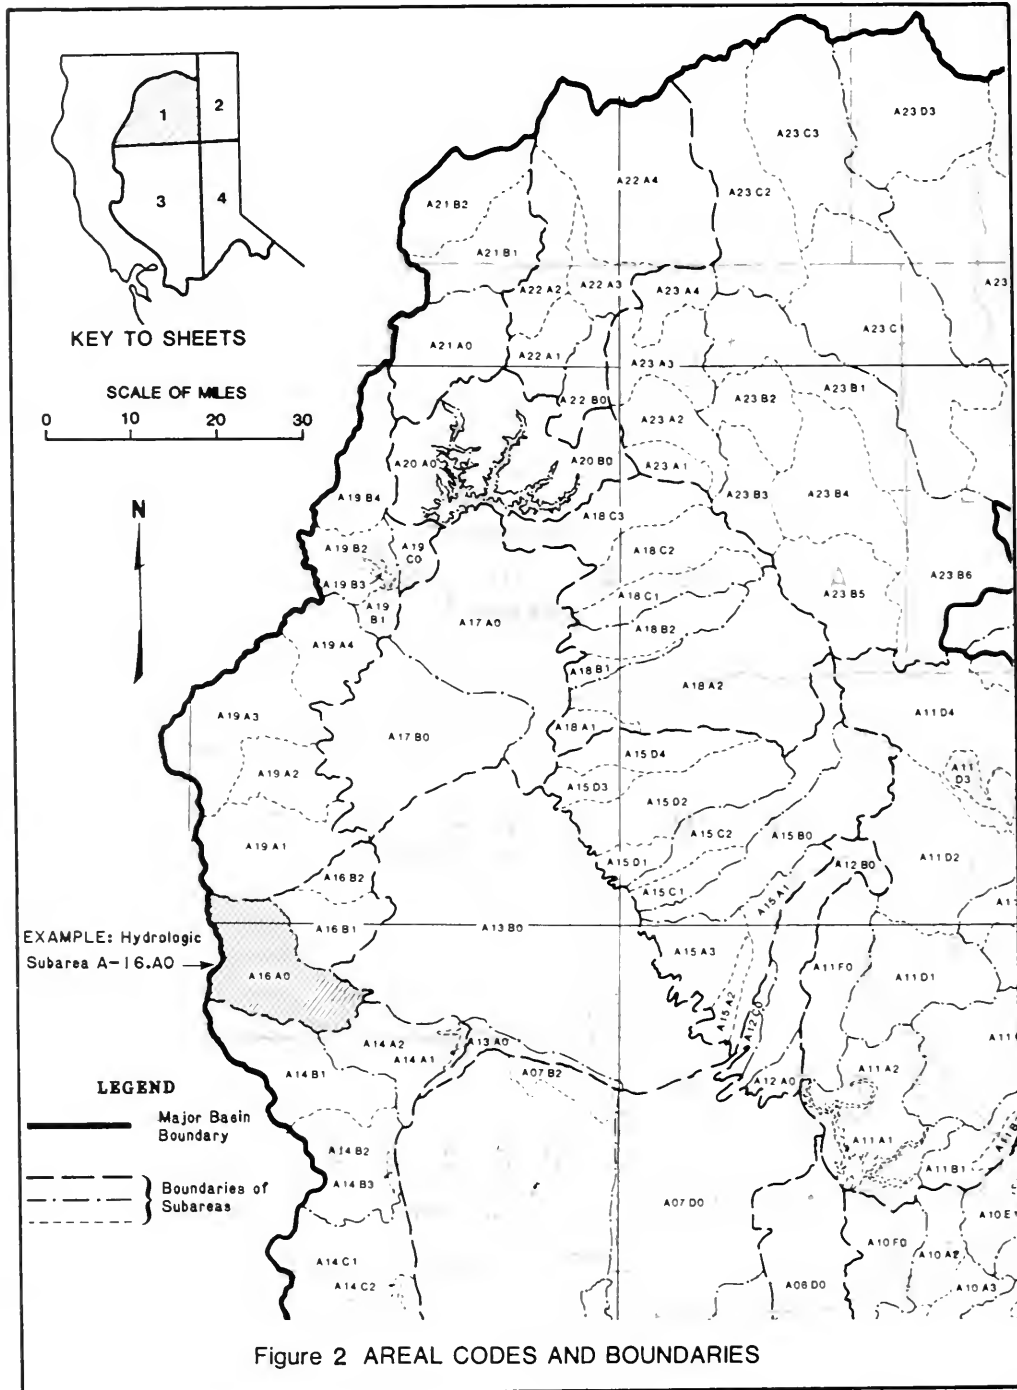 1
2
3
4
KEY TO SHEETS
SCALE OF MILES
0 10 20 30
N
A23 D3
A23 C3
A22 A4
A23 C2
A21 B2
A21 B1
A22 A2
A22 A3
A23 A4
A23
A23 C1
A21 A0
A22 A1
A23 A3
A23 B1
A22 B0
A23 B2
A23 A2
A20 A0
A20 B0
A23 A1
A19 B4
A23 B3
A23 B4
A18 C3
A19 B2
A19
C0
A18 C2
A19 B3
A18 C1
A23 B6
A23 B5
A19
B1
A17 A0
A18 B2
A19 A4
A18 B1
A18 A2
A19 A3
A18 A1
A11 D4
A17 B0
A15 D4
A19 A2
A15 D3
A11
D3
A15 D2
A19 A1
A15 C2
A15 B0
A15 D1
A12 B0
A11 D2
A16 B2
A15 C1
A15 A1
A16 B1
A13 B0
EXAMPLE: Hydrologic
Subarea A-16.A0
A15 A3
A16 A0
A11 F0
A11 D1
A15 A2
A12 C0
A14 A2
A13 A0
A14 A1
A14 B1
A07 B2
A12 A0
A11 A2
LEGEND
Major Basin
Boundary
A11 A1
A14 B2
A11 B1
A14 B3
Boundaries of
Subareas
A07 D0
A10 E1
A10 F0
A10 A2
A14 C1
A14 C2
A06 D0
A10 A3
Figure 2 AREAL CODES AND BOUNDARIES